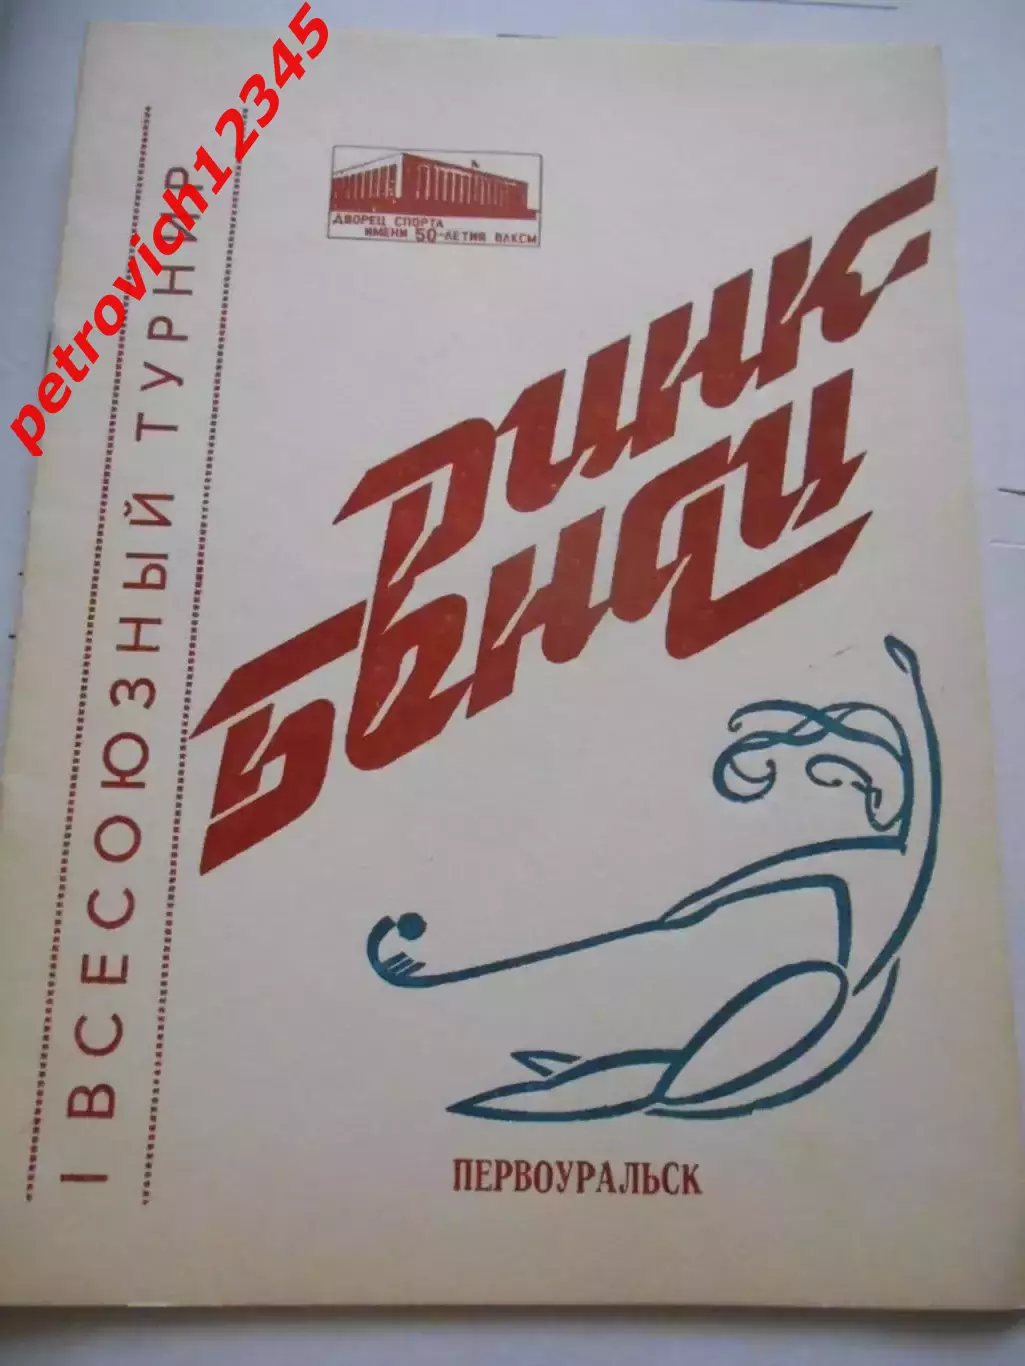 petrovich12345
I ВСЕСОЮЗНЫЙ ТУРНИР
ДВОРЕЦ СПОРТА
ИМЕНИ 50-ЛЕТИЯ ВЛКСМ
РИНК
БЕНДИ
ПЕРВОУРАЛЬСК